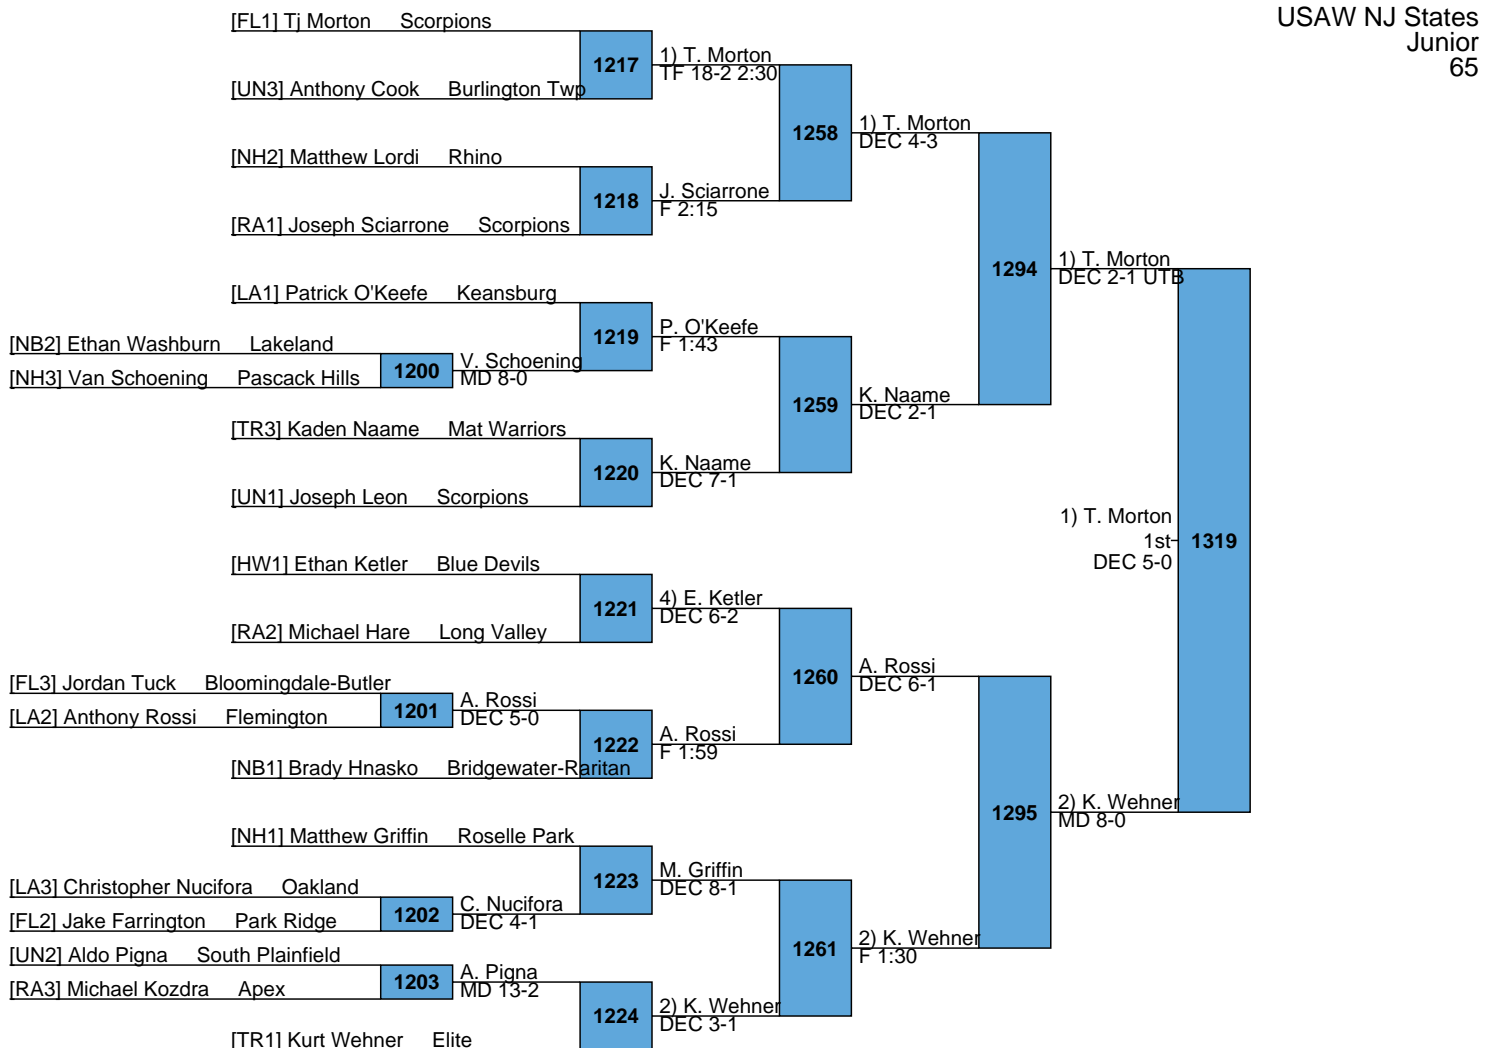 USAW NJ States
Junior
65
[FL1] Tj Morton Scorpions
1217
1) T. Morton
TF 18-2 2:30
[UN3] Anthony Cook Burlington Twp
1258
1) T. Morton
DEC 4-3
[NH2] Matthew Lordi Rhino
1218
J. Sciarrone
F 2:15
[RA1] Joseph Sciarrone Scorpions
1294
1) T. Morton
DEC 2-1 UTB
[LA1] Patrick O'Keefe Keansburg
1219
P. O'Keefe
F 1:43
[NB2] Ethan Washburn Lakeland
1200
V. Schoening
MD 8-0
[NH3] Van Schoening Pascack Hills
1259
K. Naame
DEC 2-1
[TR3] Kaden Naame Mat Warriors
1220
K. Naame
DEC 7-1
[UN1] Joseph Leon Scorpions
1) T. Morton
1st
DEC 5-0
1319
[HW1] Ethan Ketler Blue Devils
1221
4) E. Ketler
DEC 6-2
[RA2] Michael Hare Long Valley
1260
A. Rossi
DEC 6-1
[FL3] Jordan Tuck Bloomingdale-Butler
1201
A. Rossi
DEC 5-0
[LA2] Anthony Rossi Flemington
1222
A. Rossi
F 1:59
[NB1] Brady Hnasko Bridgewater-Raritan
1295
2) K. Wehner
MD 8-0
[NH1] Matthew Griffin Roselle Park
1223
M. Griffin
DEC 8-1
[LA3] Christopher Nucifora Oakland
1202
C. Nucifora
DEC 4-1
[FL2] Jake Farrington Park Ridge
1261
2) K. Wehner
F 1:30
[UN2] Aldo Pigna South Plainfield
1203
A. Pigna
MD 13-2
[RA3] Michael Kozdra Apex
1224
2) K. Wehner
DEC 3-1
[TR1] Kurt Wehner Elite